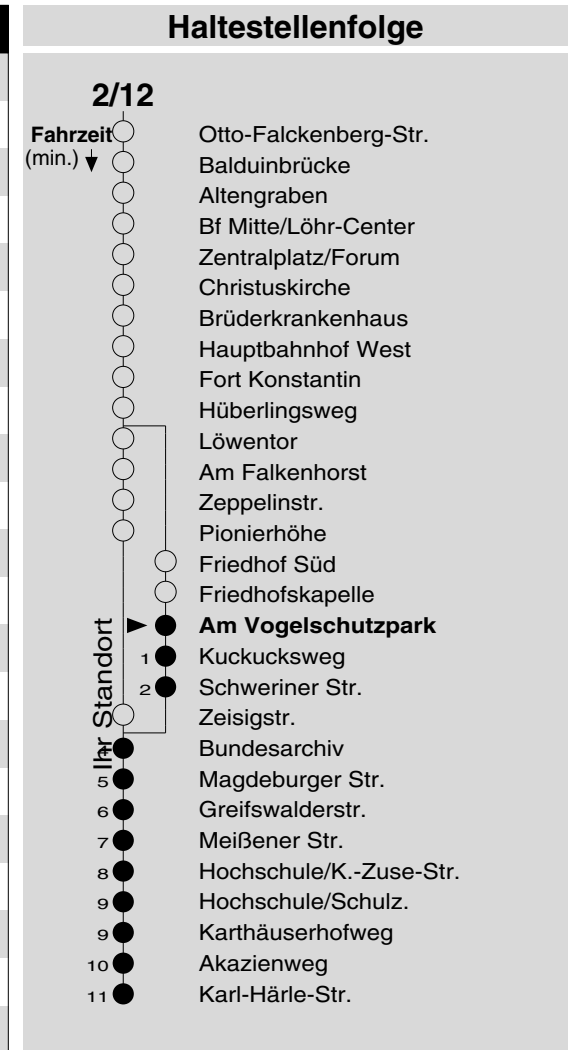 Haltestellenfolge
2/12
Fahrzeit
(min.)
Otto-Falckenberg-Str.
Balduinbrücke
Altengraben
Bf Mitte/Löhr-Center
Zentralplatz/Forum
Christuskirche
Brüderkrankenhaus
Hauptbahnhof West
Fort Konstantin
Hüberlingsweg
Löwentor
Am Falkenhorst
Zeppelinstr.
Pionierhöhe
Friedhof Süd
Friedhofskapelle
Ihr Standort
Am Vogelschutzpark
1 Kuckucksweg
2 Schweriner Str.
Zeisigstr.
4 Bundesarchiv
5 Magdeburger Str.
6 Greifswalderstr.
7 Meißener Str.
8 Hochschule/K.-Zuse-Str.
9 Hochschule/Schulz.
9 Karthäuserhofweg
10 Akazienweg
11 Karl-Härle-Str.